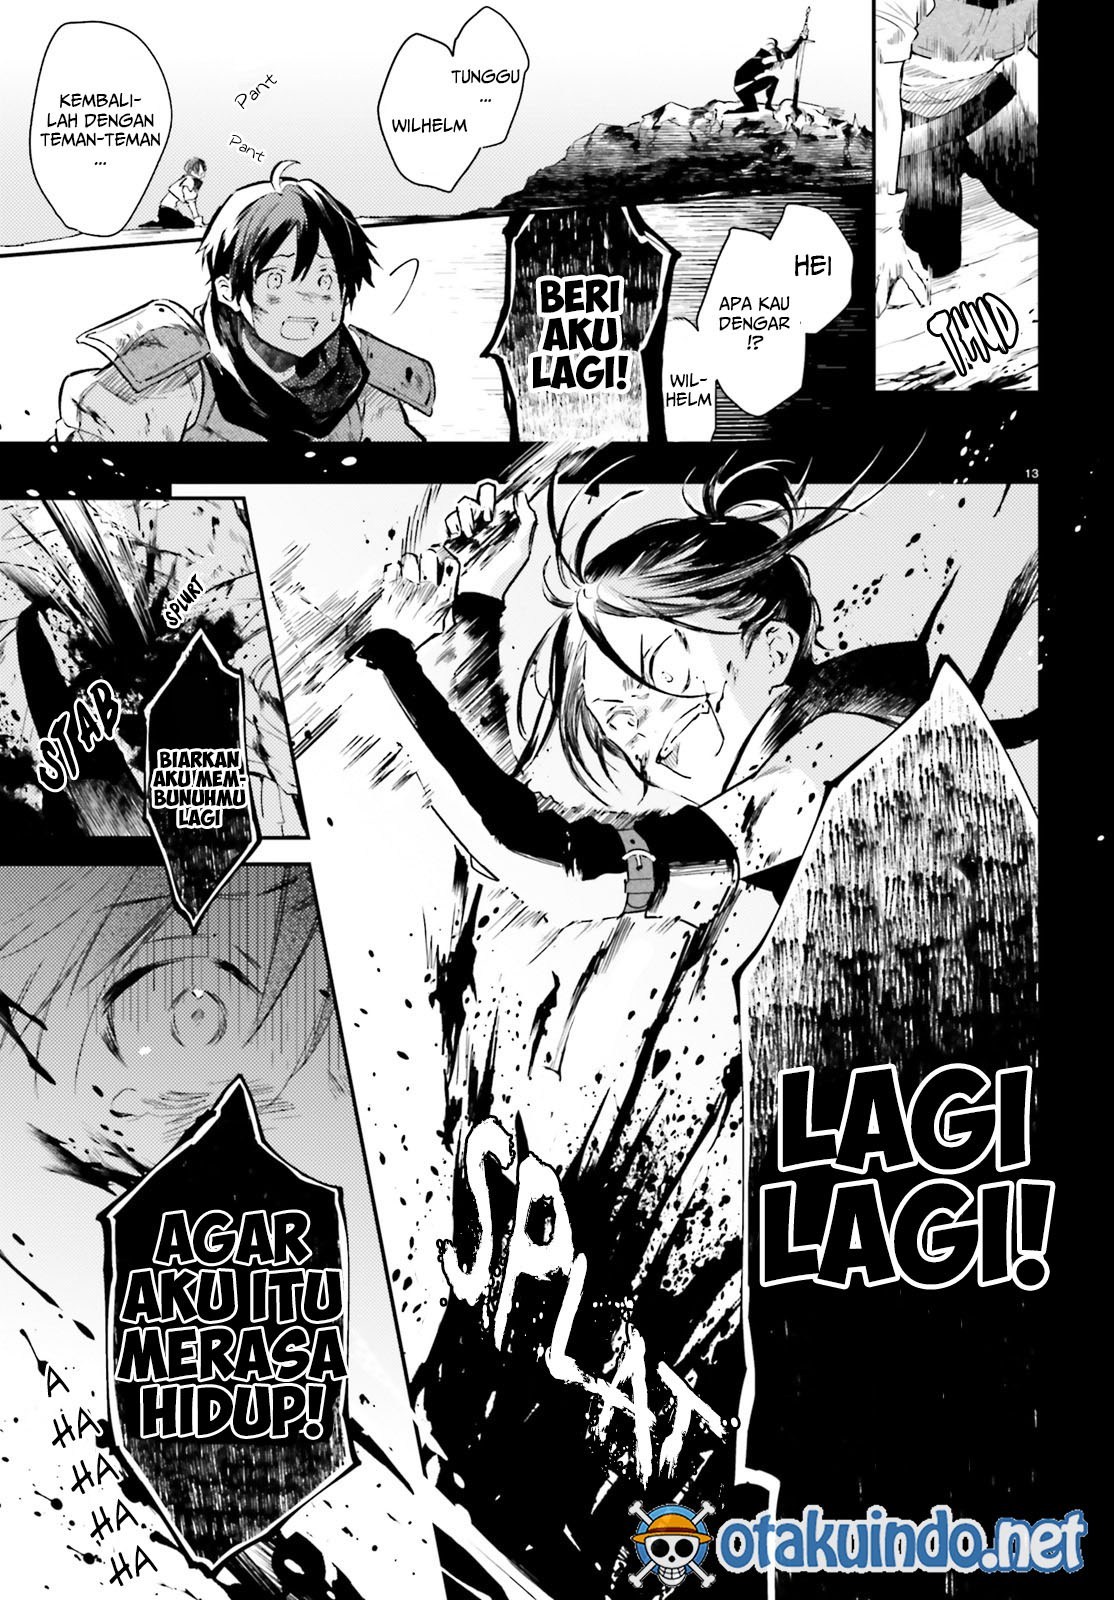 THUD
HEI
APA KAU
DENGAR
!?
WIL-
HELM
TUNGGU
...
WILHELM
BERI
AKU
LAGI!
Pant
Pant
KEMBALI-
LAH DENGAN
TEMAN-TEMAN
...
13
LAGI
LAGI!
SPLAT
SPLURT
STAB
BIARKAN
AKU MEM-
BUNUHMU
LAGI
AGAR
AKU ITU
MERASA
HIDUP!
A
HA
HA
HA
HA
otakuindo.net